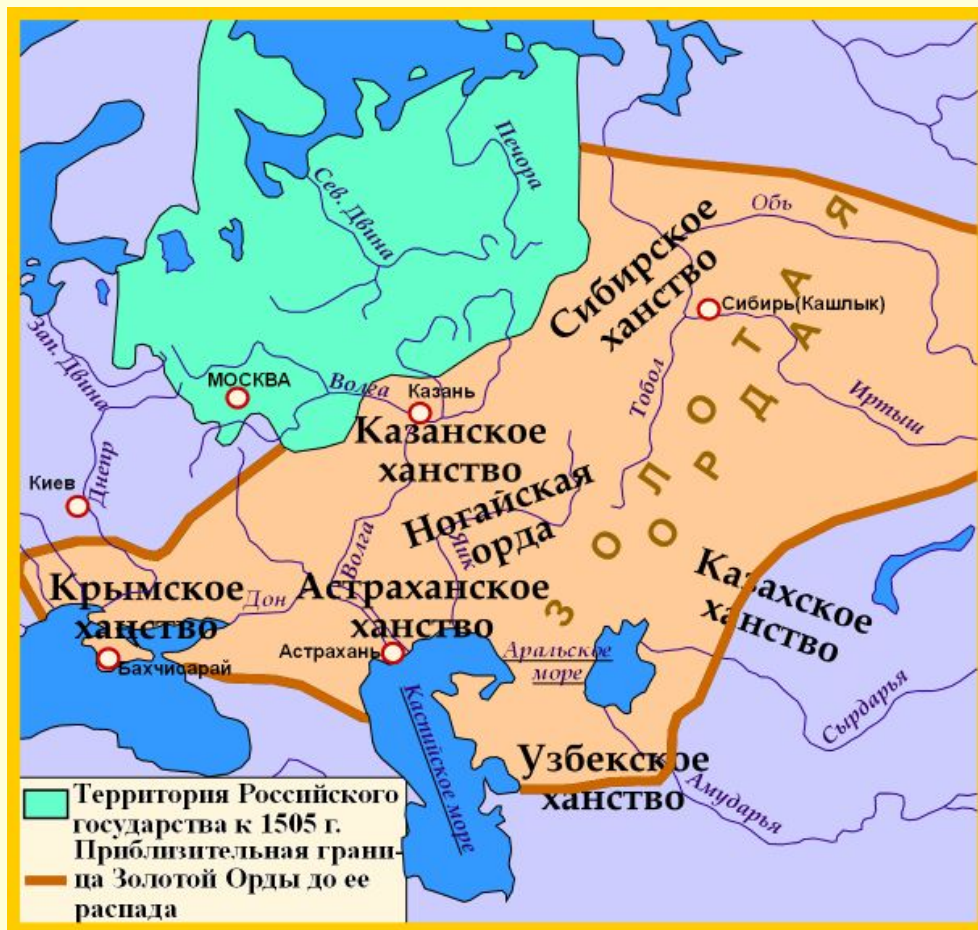 Печора
Сев. Двина
Обь
Сибирское
ханство
Сибирь(Кашлык)
Зап. Двина
МОСКВА
Волга
Казань
Тобол
Иртыш
Казанское
ханство
Киев
Днепр
Ногайская
орда
Волга
Яик
ЗОЛОТАЯ
ОРДА
Крымское
ханство
Дон
Астраханское
ханство
Казахское
ханство
Бахчисарай
Астрахань
Аральское
море
Каспийское море
Сырдарья
Узбекское
ханство
Амударья
Территория Российского
государства к 1505 г.
Приблизительная грани-
ца Золотой Орды до ее
распада